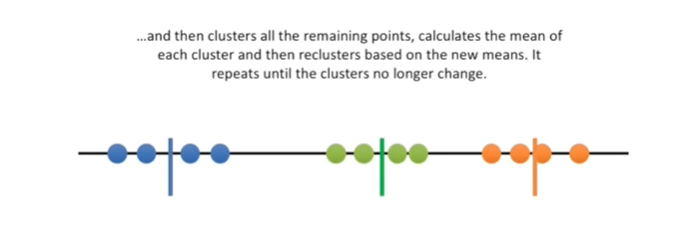 ...and then clusters all the remaining points, calculates the mean of
each cluster and then reclusters based on the new means. It
repeats until the clusters no longer change.